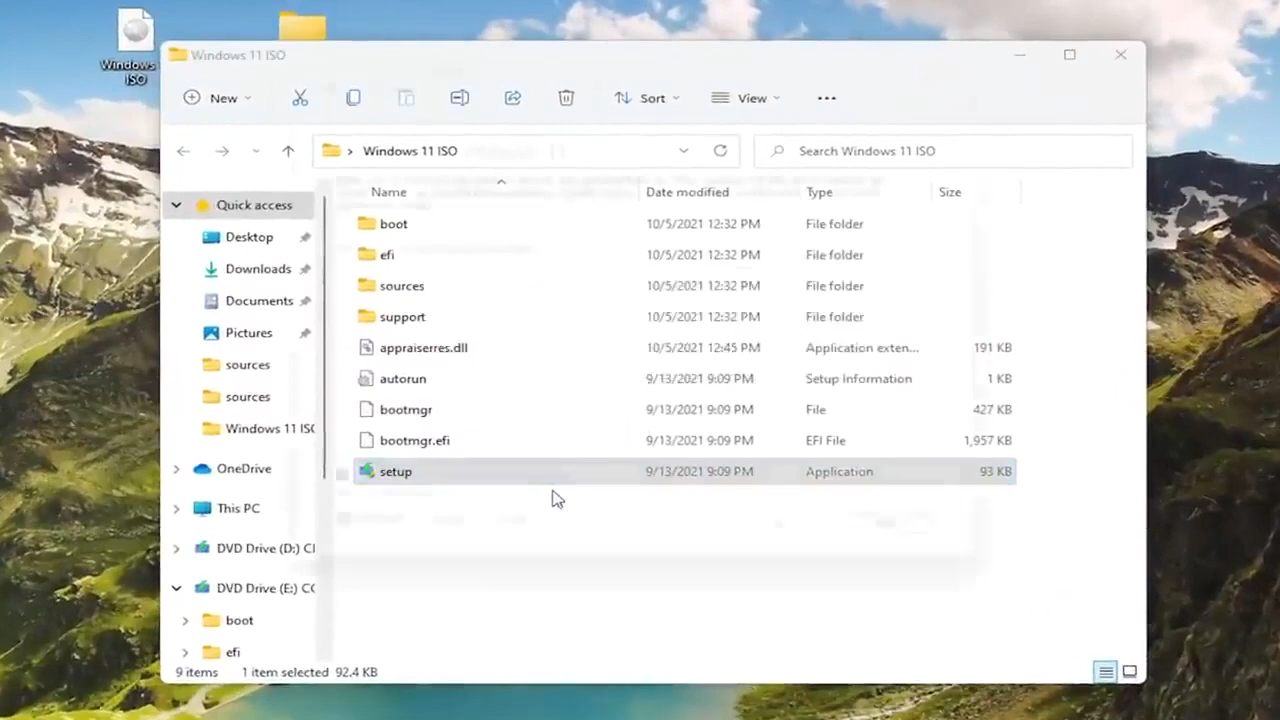 Windows
ISO
Windows 11 ISO
New
Sort
View
Windows 11 ISO
Search Windows 11 ISO
Name
Date modified
Type
Size
Quick access
Desktop
Downloads
Documents
Pictures
sources
sources
Windows 11 ISO
OneDrive
This PC
DVD Drive (D:) C
DVD Drive (E:) CC
boot
efi
boot 10/5/2021 12:32 PM File folder
efi 10/5/2021 12:32 PM File folder
sources 10/5/2021 12:32 PM File folder
support 10/5/2021 12:32 PM File folder
appraiserres.dll 10/5/2021 12:45 PM Application exten... 191 KB
autorun 9/13/2021 9:09 PM Setup Information 1 KB
bootmgr 9/13/2021 9:09 PM File 427 KB
bootmgr.efi 9/13/2021 9:09 PM EFI File 1,957 KB
setup 9/13/2021 9:09 PM Application 93 KB
9 items 1 item selected 92.4 KB